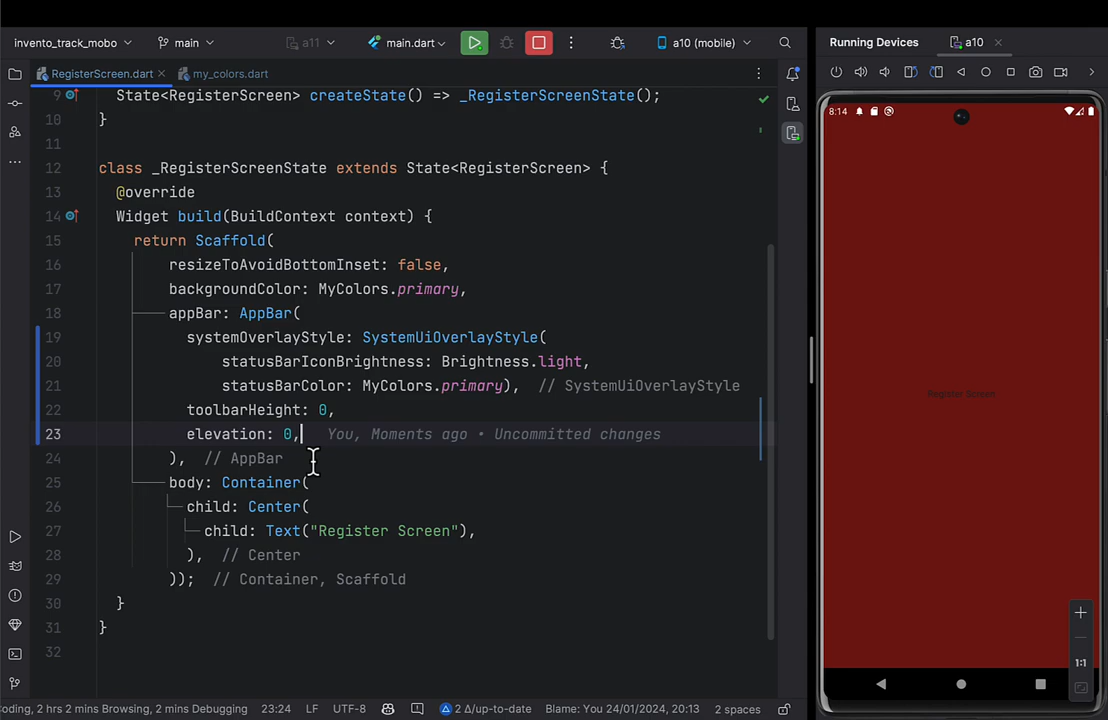 invento_track_mobo main a11 main.dart a10 (mobile) Running Devices a10
RegisterScreen.dart my_colors.dart
9 State<RegisterScreen> createState() => _RegisterScreenState();
10 }
11
12 class _RegisterScreenState extends State<RegisterScreen> {
13 @override
14 Widget build(BuildContext context) {
15 return Scaffold(
16 resizeToAvoidBottomInset: false,
17 backgroundColor: MyColors.primary,
18 appBar: AppBar(
19 systemOverlayStyle: SystemUiOverlayStyle(
20 statusBarIconBrightness: Brightness.light,
21 statusBarColor: MyColors.primary), // SystemUiOverlayStyle
22 toolbarHeight: 0,
23 elevation: 0, You, Moments ago • Uncommitted changes
24 ), // AppBar
25 body: Container(
26 child: Center(
27 child: Text("Register Screen"),
28 ), // Center
29 )); // Container, Scaffold
30 }
31 }
32
8:14
Register Screen
1:1
oding, 2 hrs 2 mins Browsing, 2 mins Debugging 23:24 LF UTF-8 2 Δ/up-to-date Blame: You 24/01/2024, 20:13 2 spaces